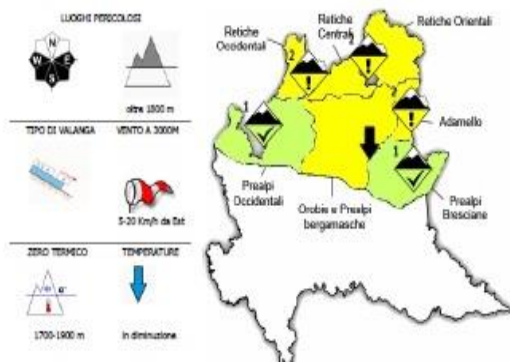 LUOGHI PERICOLOSI
N
W E
S
oltre 1800 m
TIPO DI VALANGA
VENTO A 3000M
5-20 Km/h da Est
ZERO TERMICO
TEMPERATURE
0°
1700-1900 m
in diminuzione
Retiche
Occidentali
Retiche
Centrali
Retiche Orientali
2
2
2
Adamello
1
1
Prealpi
Occidentali
Orobie e Prealpi
bergamasche
Prealpi
Bresciane